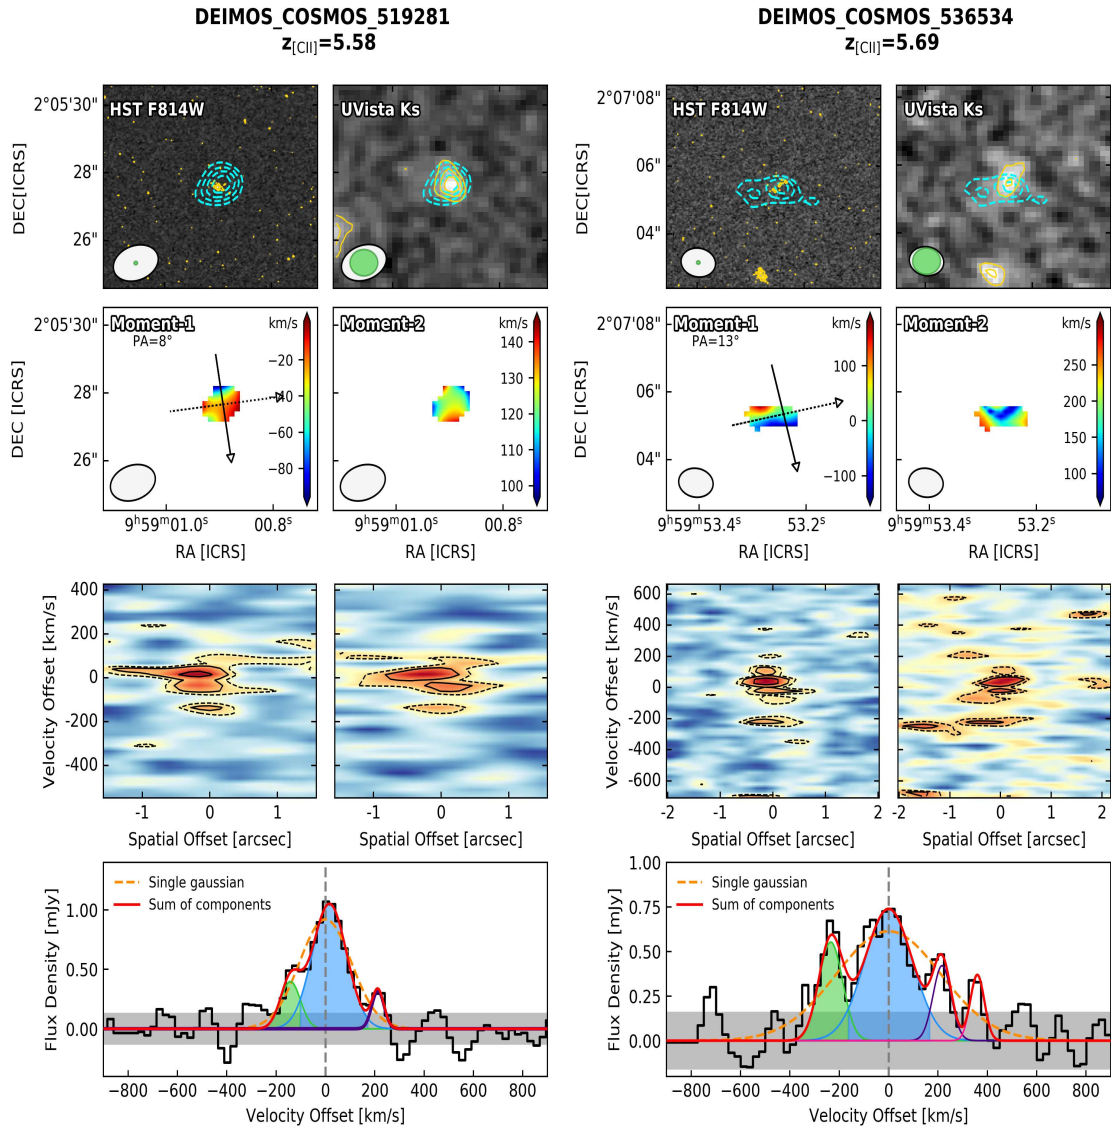 DEIMOS_COSMOS_519281
z[CII]=5.58
DEIMOS_COSMOS_536534
z[CII]=5.69
2°05'30"
28"
26"
DEC[ICRS]
HST F814W
UVista Ks
2°07'08"
06"
04"
DEC[ICRS]
HST F814W
UVista Ks
2°05'30"
28"
26"
DEC [ICRS]
Moment-1
PA=8°
km/s
−20
−40
−60
−80
Moment-2
km/s
140
130
120
110
100
9h59m01.0s
00.8s
RA [ICRS]
9h59m01.0s
00.8s
RA [ICRS]
2°07'08"
06"
04"
DEC [ICRS]
Moment-1
PA=13°
km/s
100
0
−100
Moment-2
km/s
250
200
150
100
9h59m53.4s
53.2s
RA [ICRS]
9h59m53.4s
53.2s
RA [ICRS]
400
200
0
-200
-400
Velocity Offset [km/s]
-1
0
1
Spatial Offset [arcsec]
-1
0
1
Spatial Offset [arcsec]
600
400
200
0
-200
-400
-600
Velocity Offset [km/s]
-2
-1
0
1
2
Spatial Offset [arcsec]
-2
-1
0
1
2
Spatial Offset [arcsec]
Single gaussian
Sum of components
1.00
0.50
0.00
Flux Density [mJy]
−800
−600
−400
−200
0
200
400
600
800
Velocity Offset [km/s]
Single gaussian
Sum of components
1.00
0.75
0.50
0.25
0.00
Flux Density [mJy]
−800
−600
−400
−200
0
200
400
600
800
Velocity Offset [km/s]